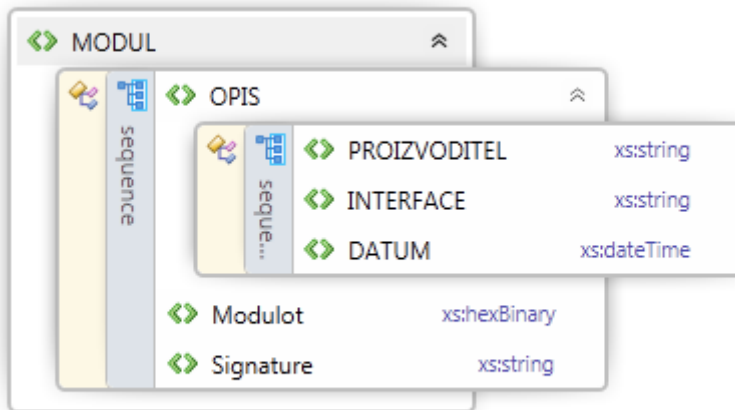 MODUL
sequence
OPIS
seque...
PROIZVODITEL xs:string
INTERFACE xs:string
DATUM xs:dateTime
Modulot xs:hexBinary
Signature xs:string